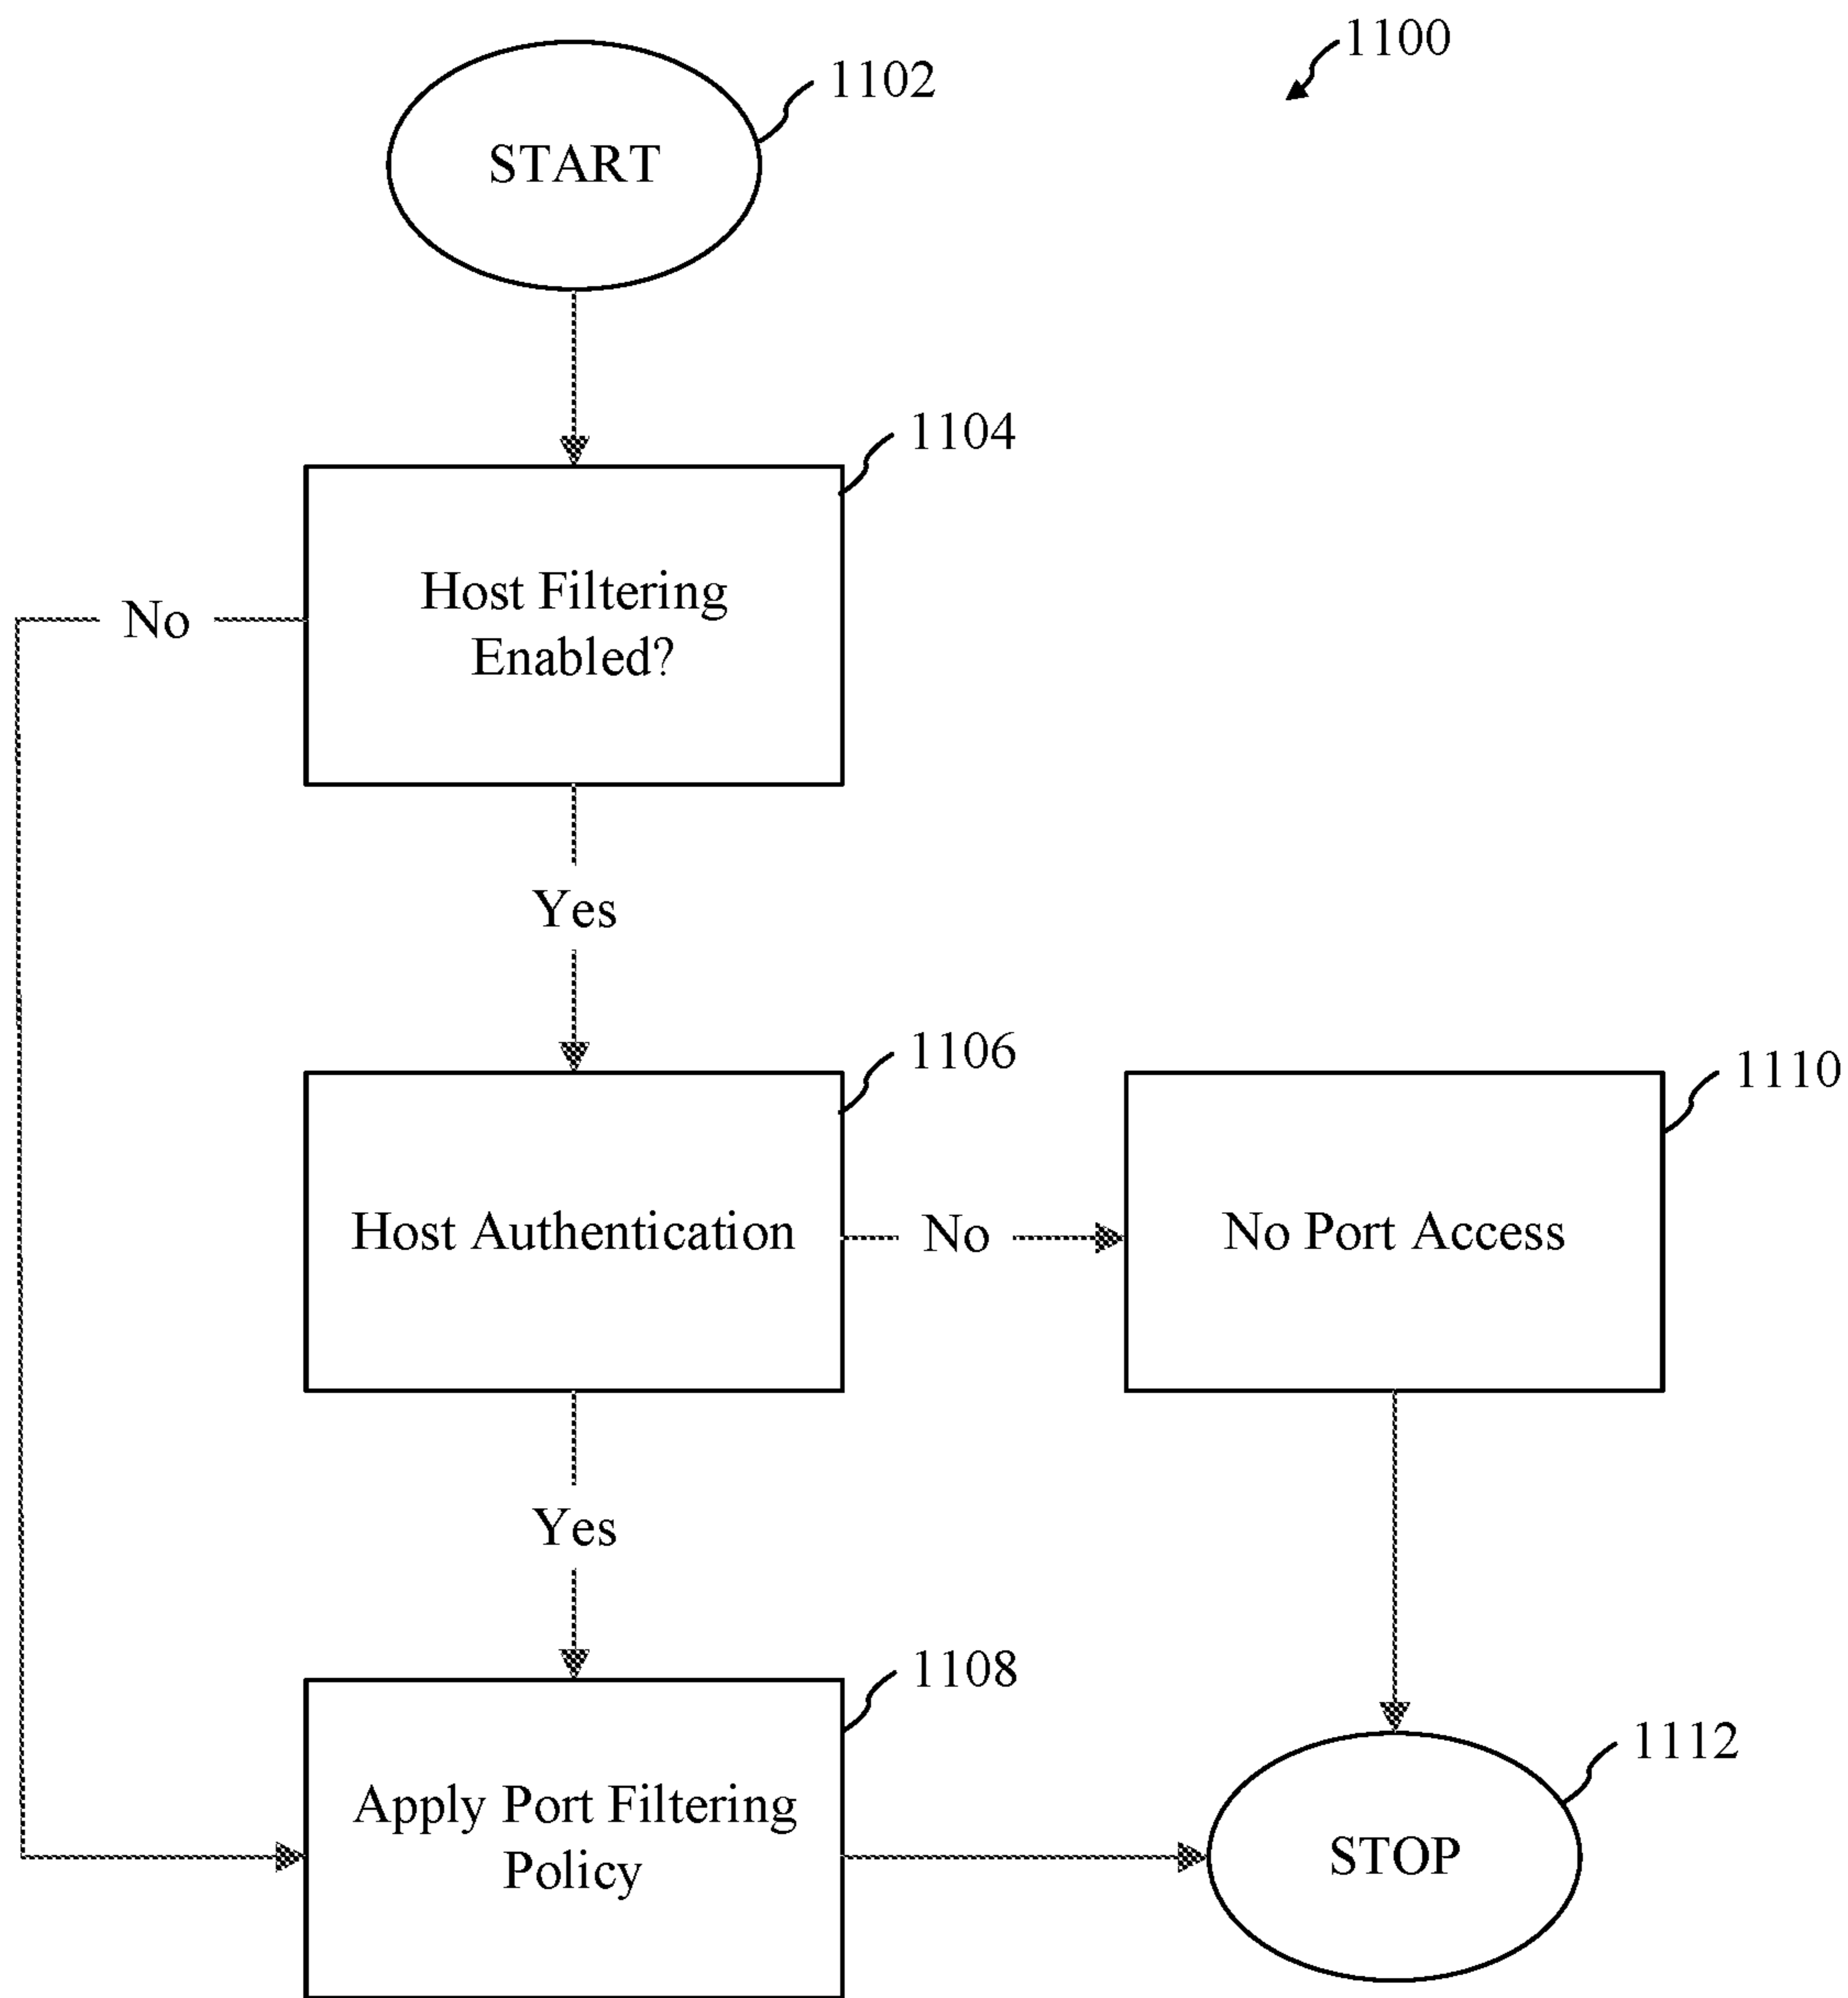 1100
1102
START
1104
Host Filtering
Enabled?
No
Yes
1106
1110
Host Authentication
No
No Port Access
Yes
1108
1112
Apply Port Filtering
Policy
STOP